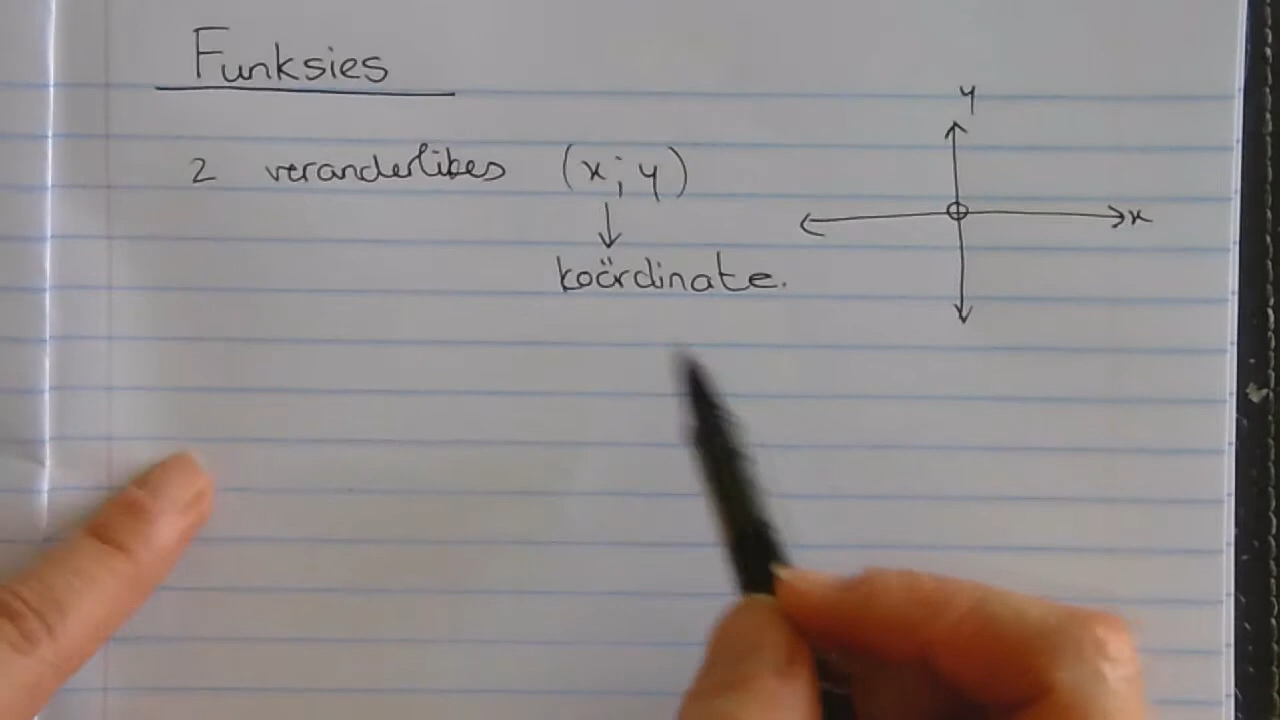 Funksies
2 veranderlikes (x; y)
↓
koördinate.
y
x